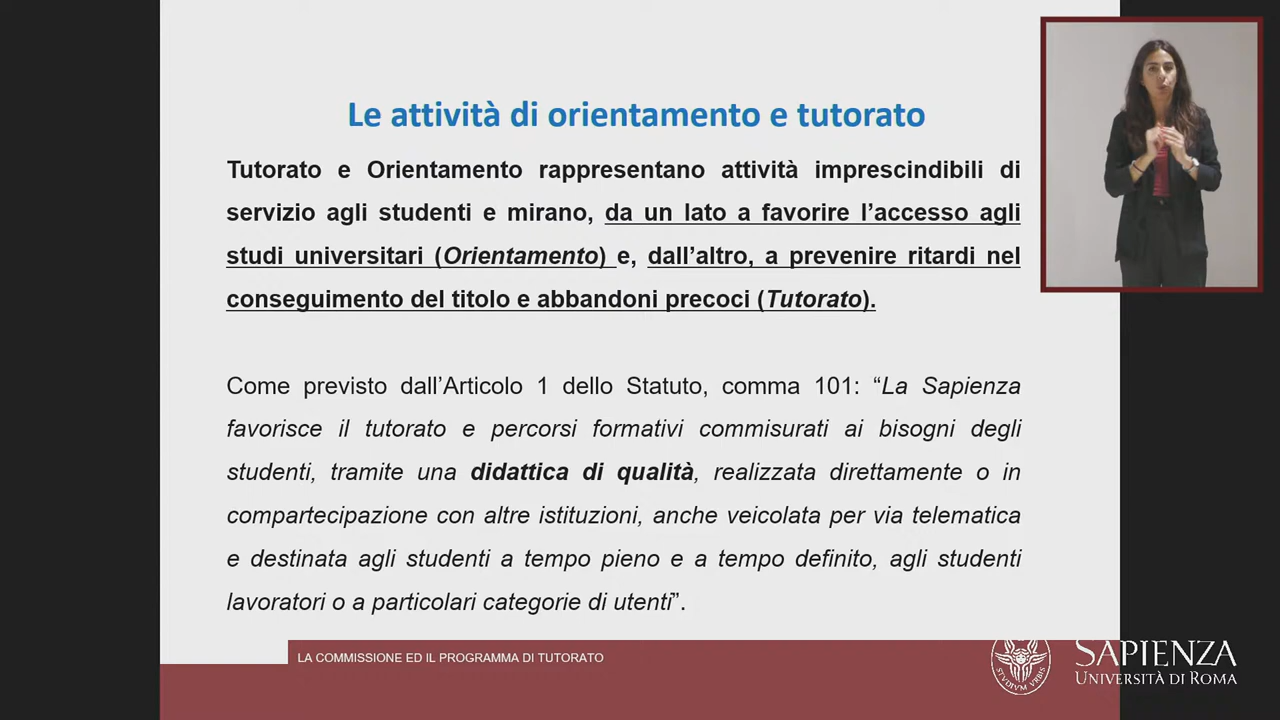 Le attività di orientamento e tutorato
Tutorato e Orientamento rappresentano attività imprescindibili di
servizio agli studenti e mirano, da un lato a favorire l’accesso agli
studi universitari (Orientamento) e, dall’altro, a prevenire ritardi nel
conseguimento del titolo e abbandoni precoci (Tutorato).
Come previsto dall’Articolo 1 dello Statuto, comma 101: “La Sapienza
favorisce il tutorato e percorsi formativi commisurati ai bisogni degli
studenti, tramite una didattica di qualità, realizzata direttamente o in
compartecipazione con altre istituzioni, anche veicolata per via telematica
e destinata agli studenti a tempo pieno e a tempo definito, agli studenti
lavoratori o a particolari categorie di utenti”.
LA COMMISSIONE ED IL PROGRAMMA DI TUTORATO
STVDIVM VRBIS
SAPIENZA
UNIVERSITÀ DI ROMA